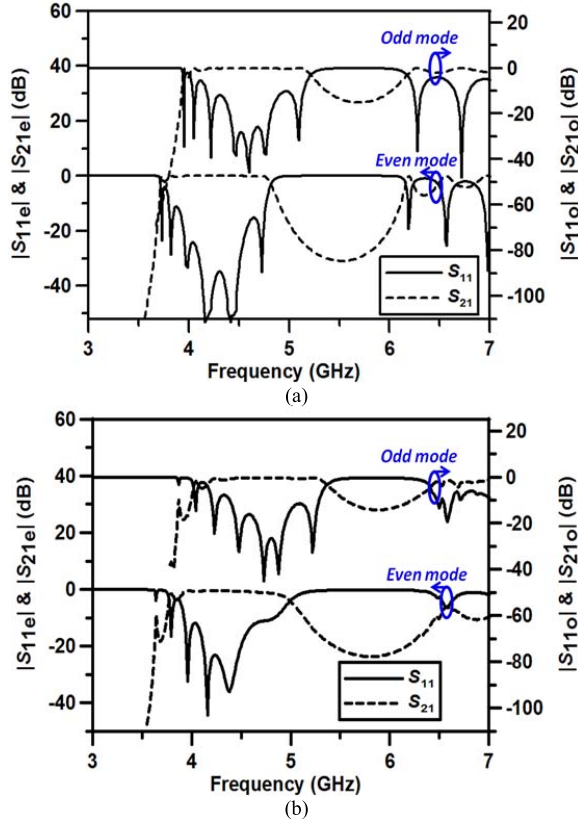 60
40
20
0
-20
-40
|S11e| & |S21e| (dB)
20
0
-20
-40
-60
-80
-100
|S11o| & |S21o| (dB)
Odd mode
Even mode
S11
S21
3 4 5 6 7
Frequency (GHz)
(a)
60
40
20
0
-20
-40
|S11e| & |S21e| (dB)
20
0
-20
-40
-60
-80
-100
|S11o| & |S21o| (dB)
Odd mode
Even mode
S11
S21
3 4 5 6 7
Frequency (GHz)
(b)